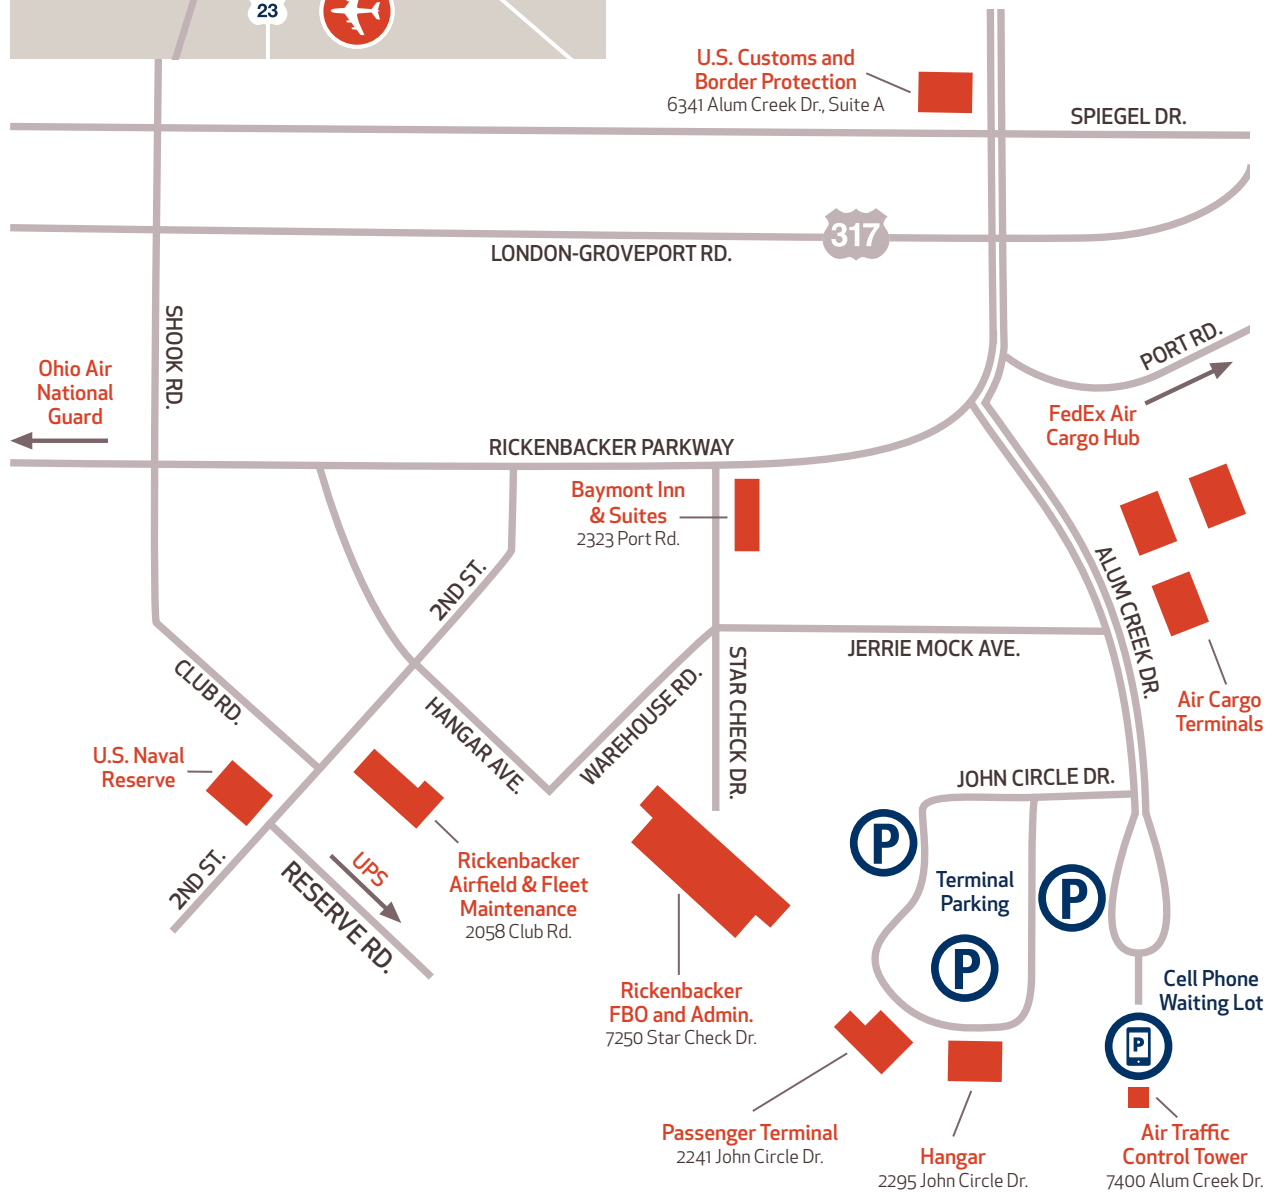 23
U.S. Customs and
Border Protection
6341 Alum Creek Dr., Suite A
SPIEGEL DR.
317
LONDON-GROVEPORT RD.
SHOOK RD.
PORT RD.
Ohio Air
National
Guard
FedEx Air
Cargo Hub
RICKENBACKER PARKWAY
Baymont Inn
& Suites
2323 Port Rd.
2ND ST.
ALUM CREEK DR.
JERRIE MOCK AVE.
CLUB RD.
HANGAR AVE.
WAREHOUSE RD.
STAR CHECK DR.
Air Cargo
Terminals
U.S. Naval
Reserve
JOHN CIRCLE DR.
P
2ND ST.
RESERVE RD.
UPS
Rickenbacker
Airfield & Fleet
Maintenance
2058 Club Rd.
Terminal
Parking
P
P
Rickenbacker
FBO and Admin.
7250 Star Check Dr.
Cell Phone
Waiting Lot
P
Passenger Terminal
2241 John Circle Dr.
Hangar
2295 John Circle Dr.
Air Traffic
Control Tower
7400 Alum Creek Dr.